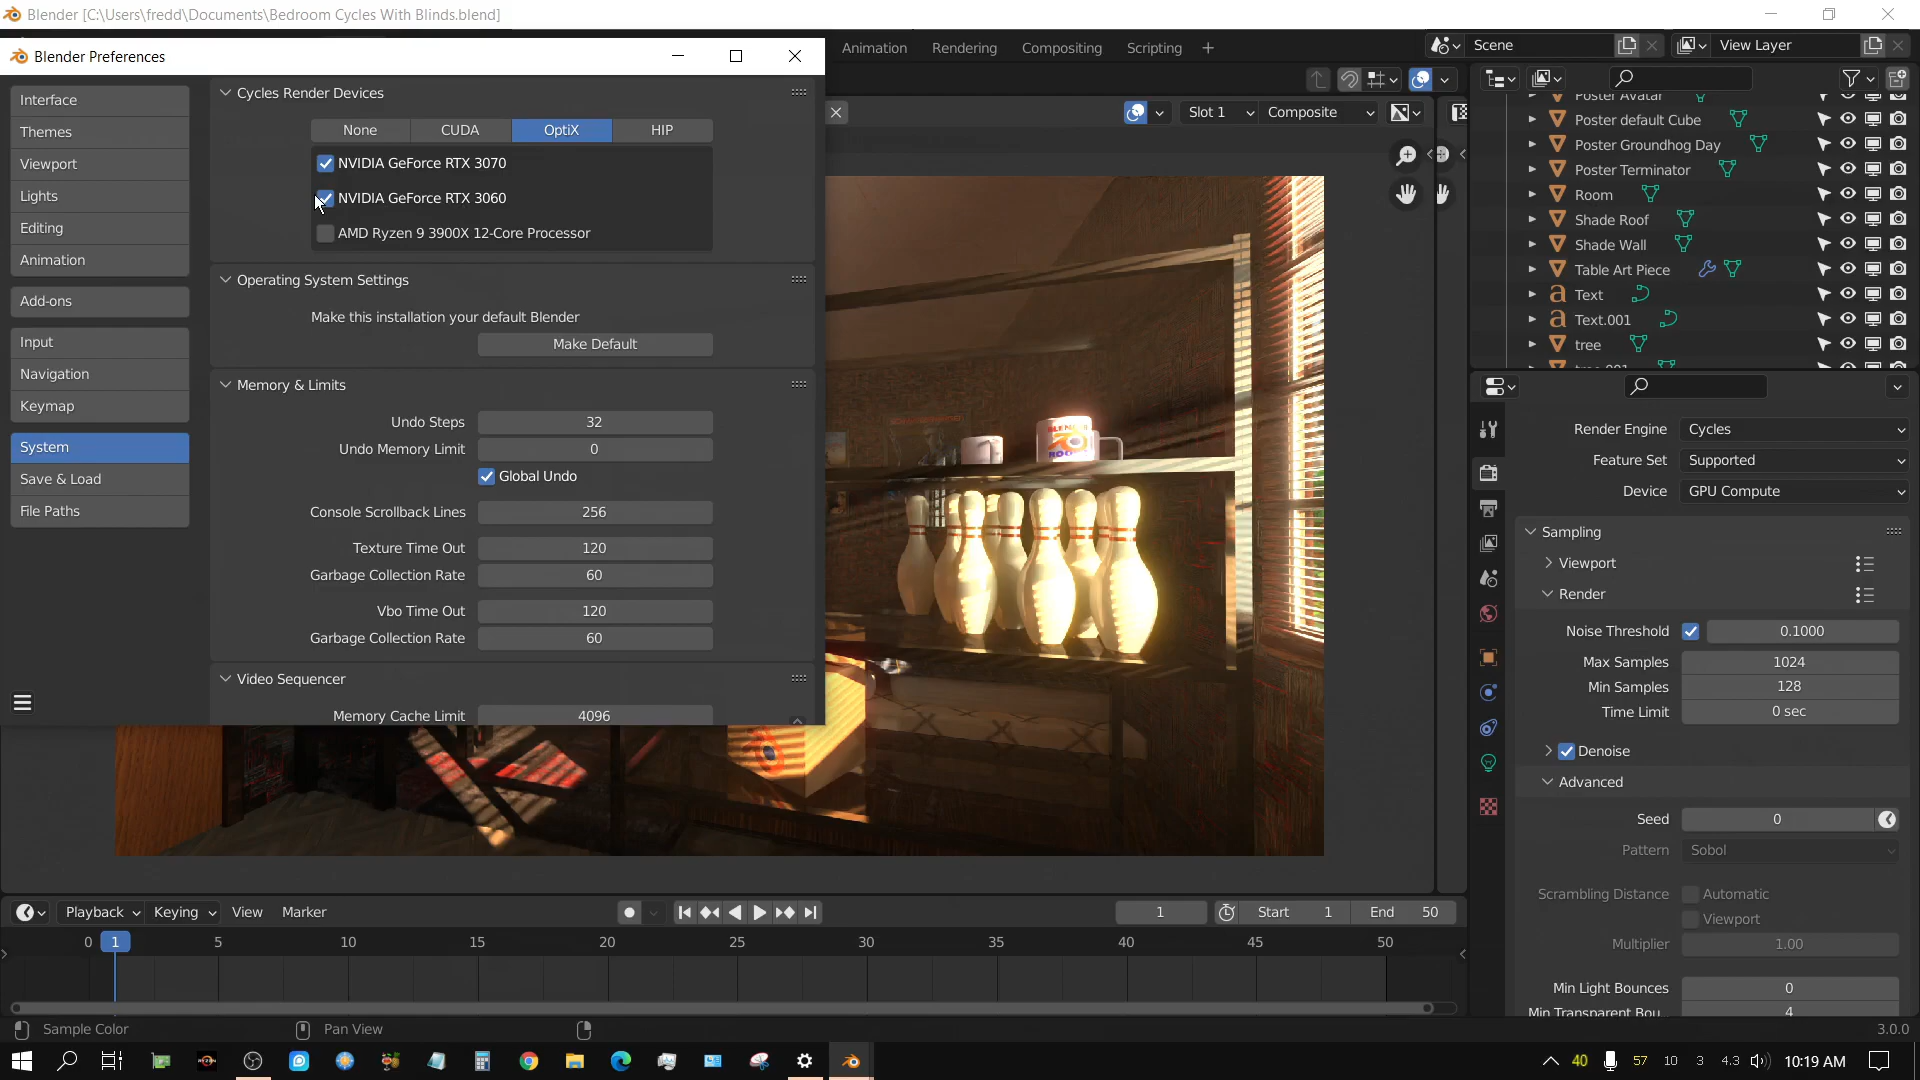 Blender [C:\Users\fredd\Documents\Bedroom Cycles With Blinds.blend]
Blender Preferences
Animation
Rendering
Compositing
Scripting
+
Scene
View Layer
Interface
Themes
Viewport
Lights
Editing
Animation
Add-ons
Input
Navigation
Keymap
System
Save & Load
File Paths
Cycles Render Devices
None
CUDA
OptiX
HIP
NVIDIA GeForce RTX 3070
NVIDIA GeForce RTX 3060
AMD Ryzen 9 3900X 12-Core Processor
Operating System Settings
Make this installation your default Blender
Make Default
Memory & Limits
Undo Steps 32
Undo Memory Limit 0
Global Undo
Console Scrollback Lines 256
Texture Time Out 120
Garbage Collection Rate 60
Vbo Time Out 120
Garbage Collection Rate 60
Video Sequencer
Memory Cache Limit 4096
Slot 1
Composite
BLENDER
Poster Avatar
Poster default Cube
Poster Groundhog Day
Poster Terminator
Room
Shade Roof
Shade Wall
Table Art Piece
Text
Text.001
tree
tree.001
Render Engine Cycles
Feature Set Supported
Device GPU Compute
Sampling
Viewport
Render
Noise Threshold 0.1000
Max Samples 1024
Min Samples 128
Time Limit 0 sec
Denoise
Advanced
Seed 0
Pattern Sobol
Scrambling Distance Automatic
Viewport
Multiplier 1.00
Min Light Bounces 0
Min Transparent Bou... 4
Playback
Keying
View
Marker
1
Start 1
End 50
0 1 5 10 15 20 25 30 35 40 45 50
Sample Color
Pan View
3.0.0
40
57
10
3
4.3
10:19 AM